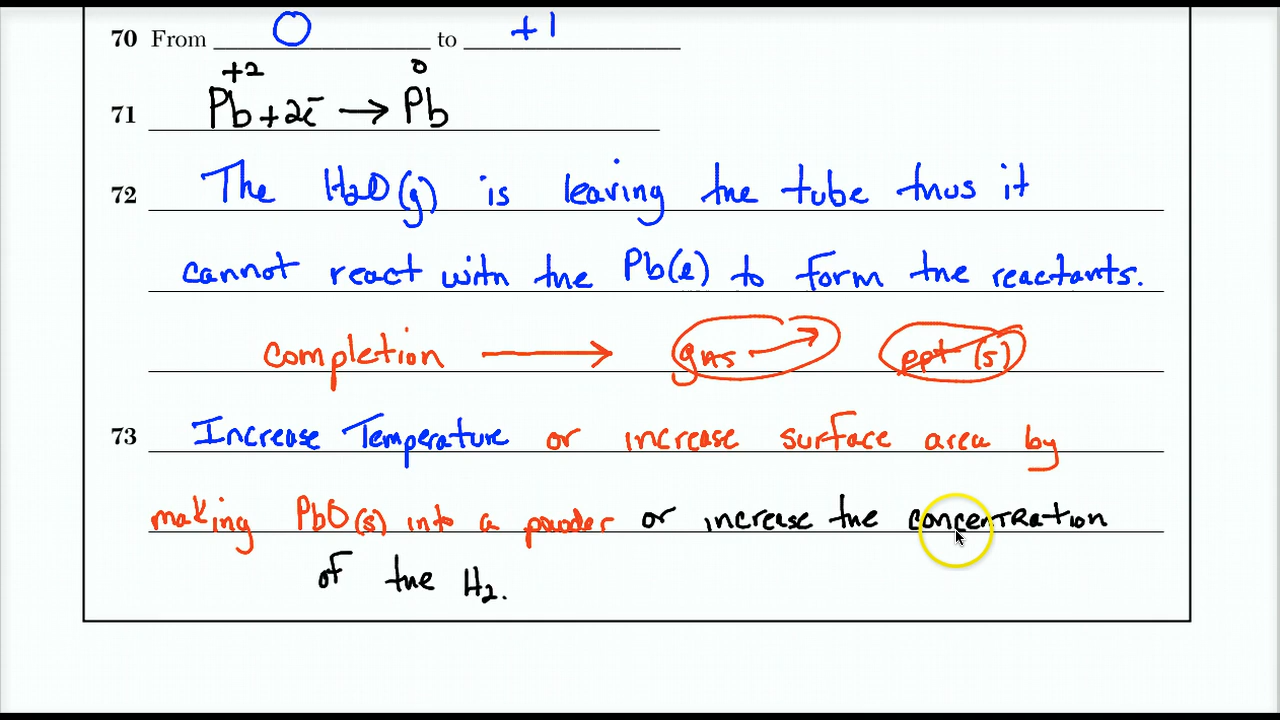 70 From 0 to +1
+2 0
71 Pb + 2e⁻ → Pb
72 The H₂O(g) is leaving the tube thus it
cannot react with the Pb(ℓ) to form the reactants.
completion → gas → ppt (s)
73 Increase Temperature or increase surface area by
making PbO(s) into a powder or increase the concentration
of the H₂.